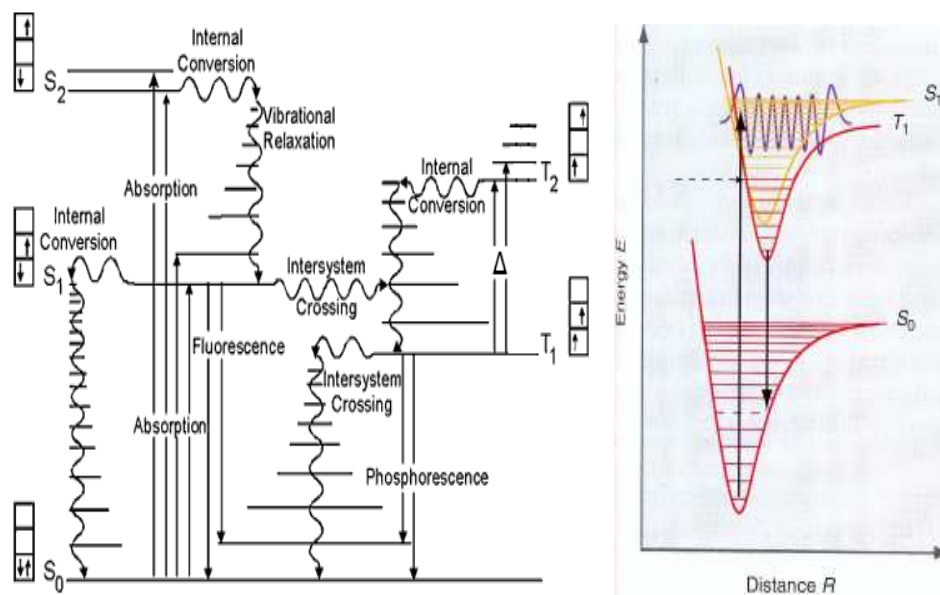 Internal
Conversion
S2
Vibrational
Relaxation
Absorption
T2
Internal
Conversion
Internal
Conversion
S1
Intersystem
Crossing
Δ
Fluorescence
T1
Intersystem
Crossing
Absorption
Phosphorescence
S0
Energy E
S1
T1
S0
Distance R